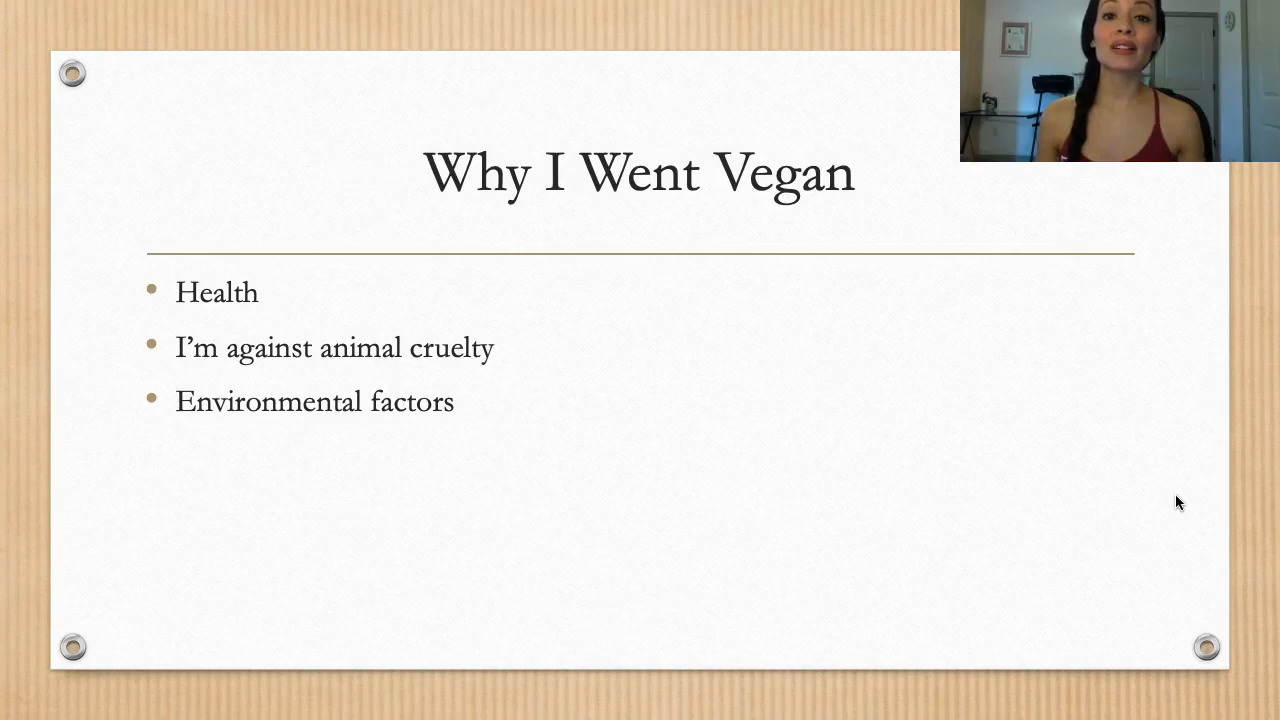 Why I Went Vegan
Health
I’m against animal cruelty
Environmental factors